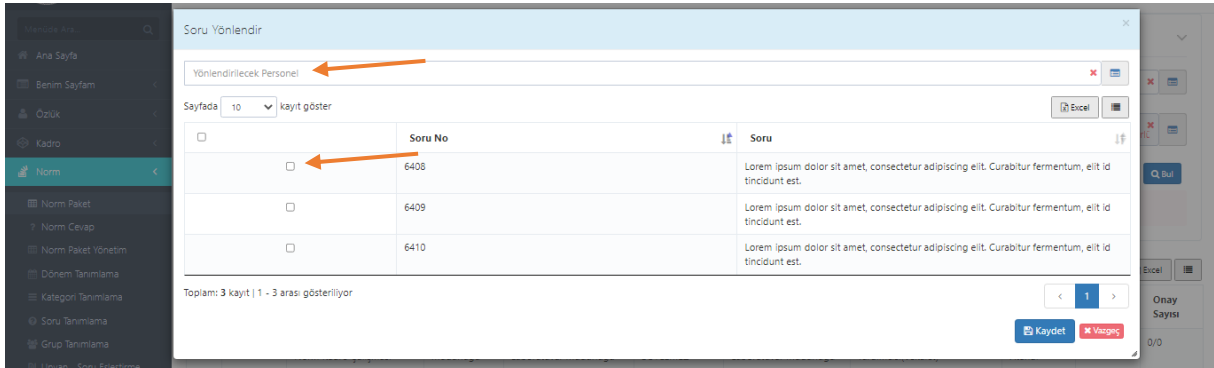 Menüde Ara...
Ana Sayfa
Benim Sayfam
Özlük
Kadro
Norm
Norm Paket
Norm Cevap
Norm Paket Yönetim
Dönem Tanımlama
Kategori Tanımlama
Soru Tanımlama
Grup Tanımlama
Soru Yönlendir
×
Yönlendirilecek Personel
Sayfada 10 kayıt göster
Excel
Soru No Soru
6408 Lorem ipsum dolor sit amet, consectetur adipiscing elit. Curabitur fermentum, elit id
tincidunt est.
6409 Lorem ipsum dolor sit amet, consectetur adipiscing elit. Curabitur fermentum, elit id
tincidunt est.
6410 Lorem ipsum dolor sit amet, consectetur adipiscing elit. Curabitur fermentum, elit id
tincidunt est.
Toplam: 3 kayıt | 1 - 3 arası gösteriliyor
< 1 >
Kaydet Vazgeç
Bul
Excel
Onay
Sayısı
0/0